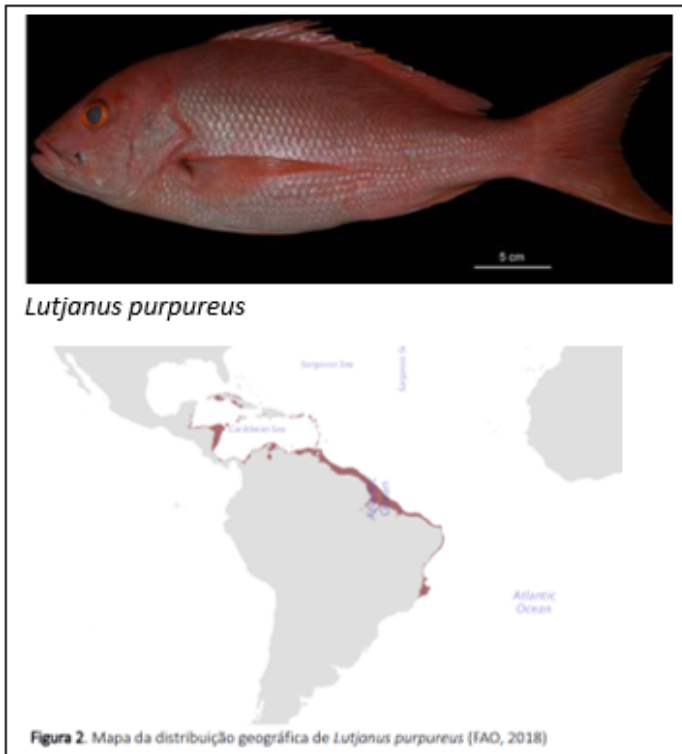 5 cm
Lutjanus purpureus
Sargasso Sea
Caribbean Sea
Ocean
Atlantic
Ocean
Figura 2. Mapa da distribuição geográfica de Lutjanus purpureus (FAO, 2018)